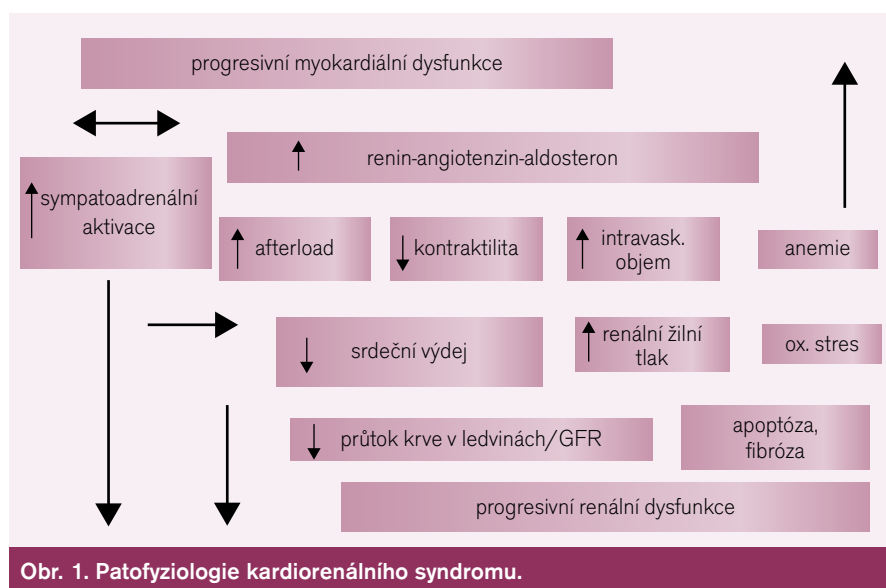 progresivní myokardiální dysfunkce
renin-angiotenzin-aldosteron
sympatoadrenální
aktivace
afterload
kontraktilita
intravask.
objem
anemie
srdeční výdej
renální žilní
tlak
ox. stres
průtok krve v ledvinách/GFR
apoptóza,
fibróza
progresivní renální dysfunkce
Obr. 1. Patofyziologie kardiorenálního syndromu.